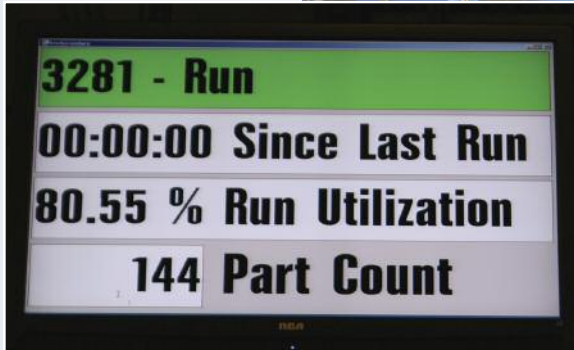 3281 - Run
00:00:00 Since Last Run
80.55 % Run Utilization
144 Part Count
RCA